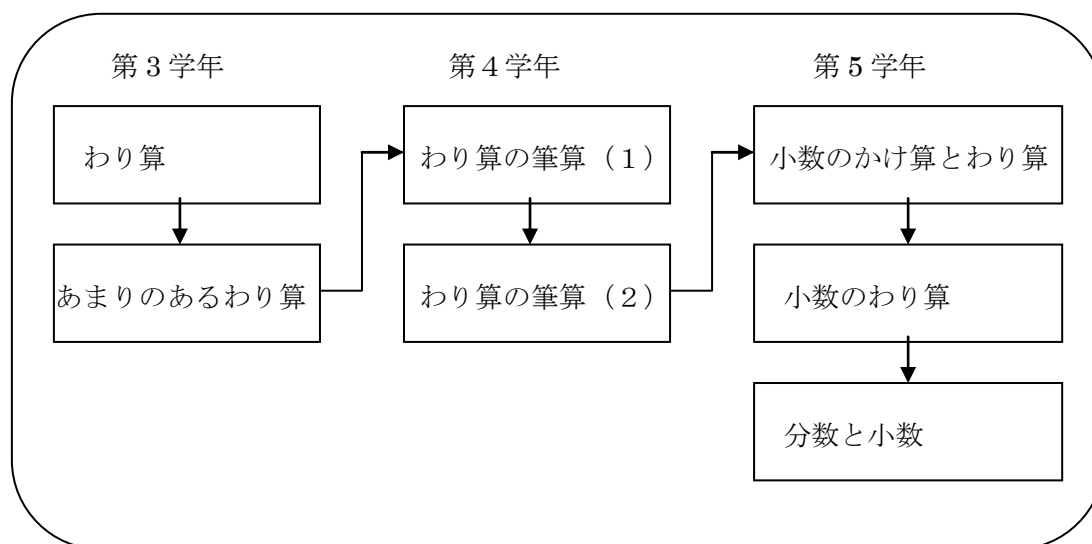 第３学年 第４学年 第５学年
わり算 わり算の筆算（１） 小数のかけ算とわり算
あまりのあるわり算 わり算の筆算（２） 小数のわり算
分数と小数